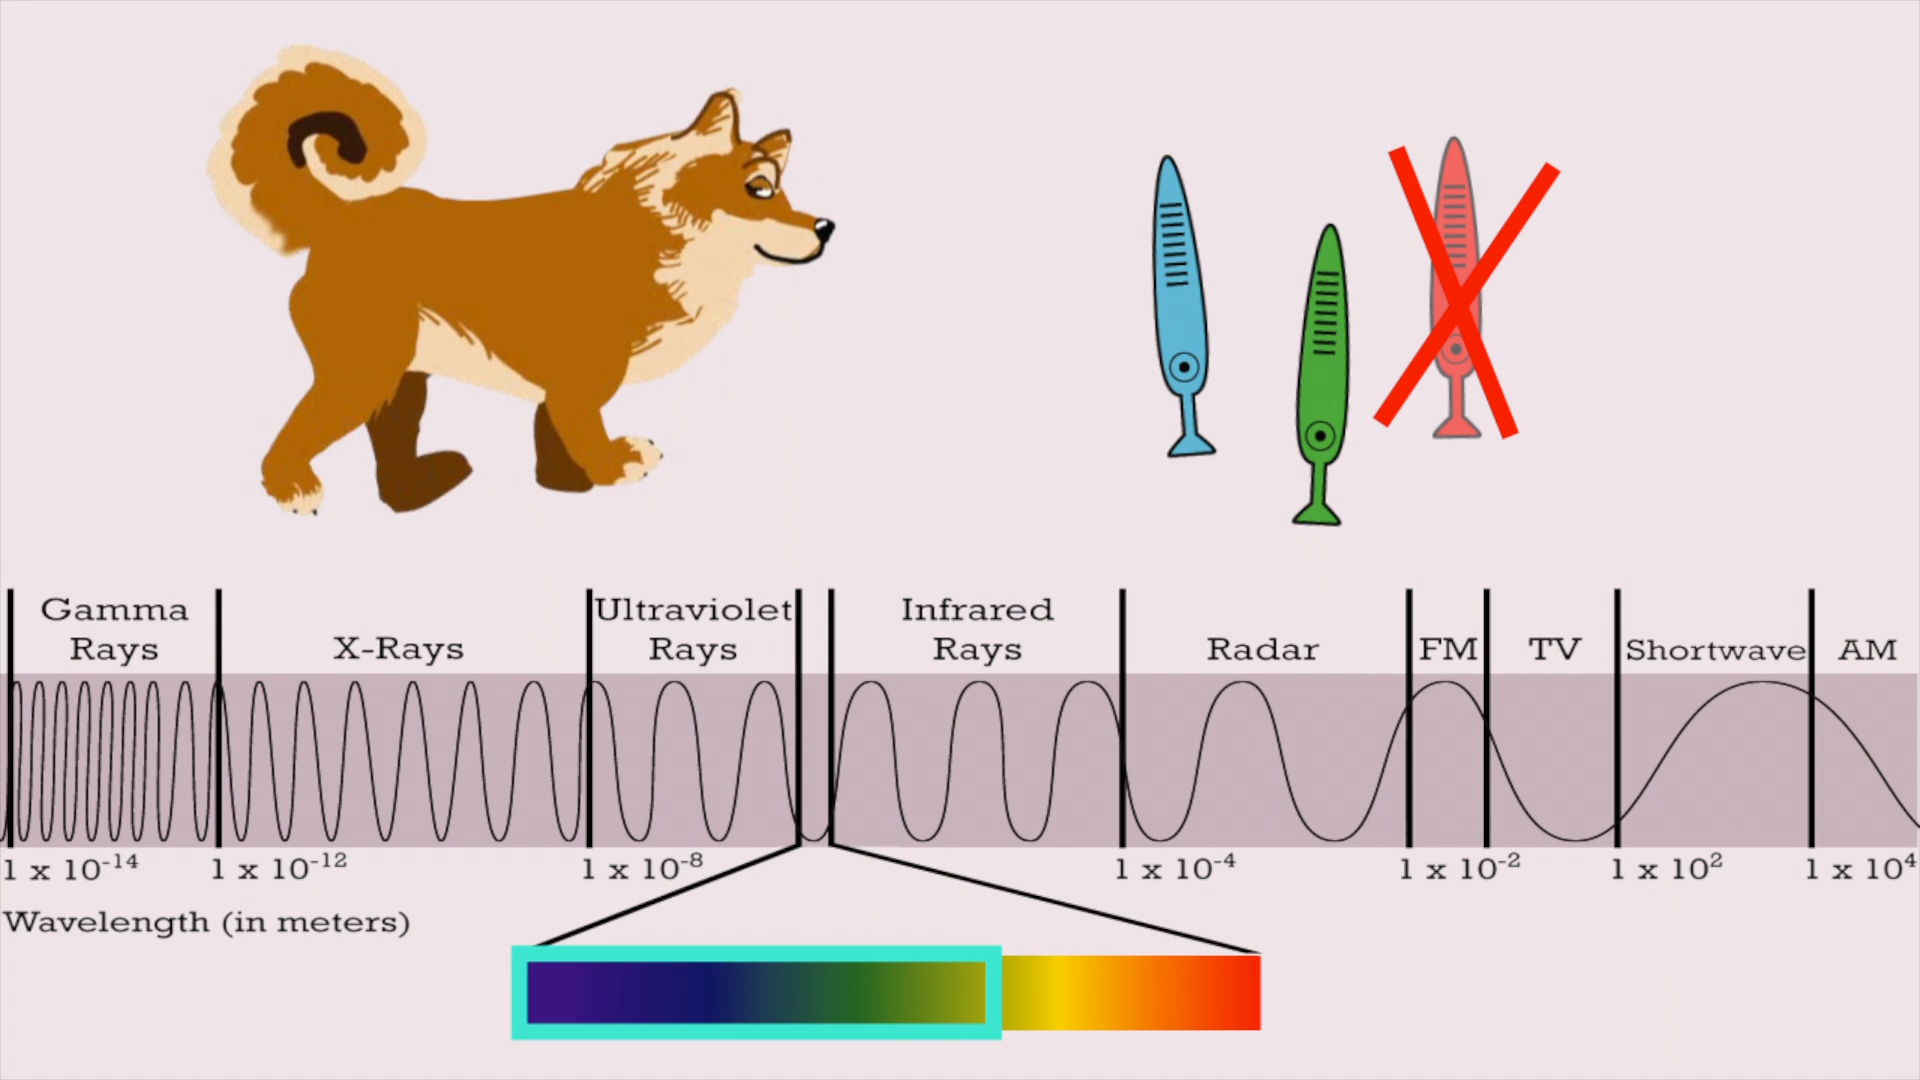 Gamma
Rays
X-Rays
Ultraviolet
Rays
Infrared
Rays
Radar
FM
TV
Shortwave
AM
1 x 10⁻¹⁴
1 x 10⁻¹²
1 x 10⁻⁸
1 x 10⁻⁴
1 x 10⁻²
1 x 10²
1 x 10⁴
Wavelength (in meters)